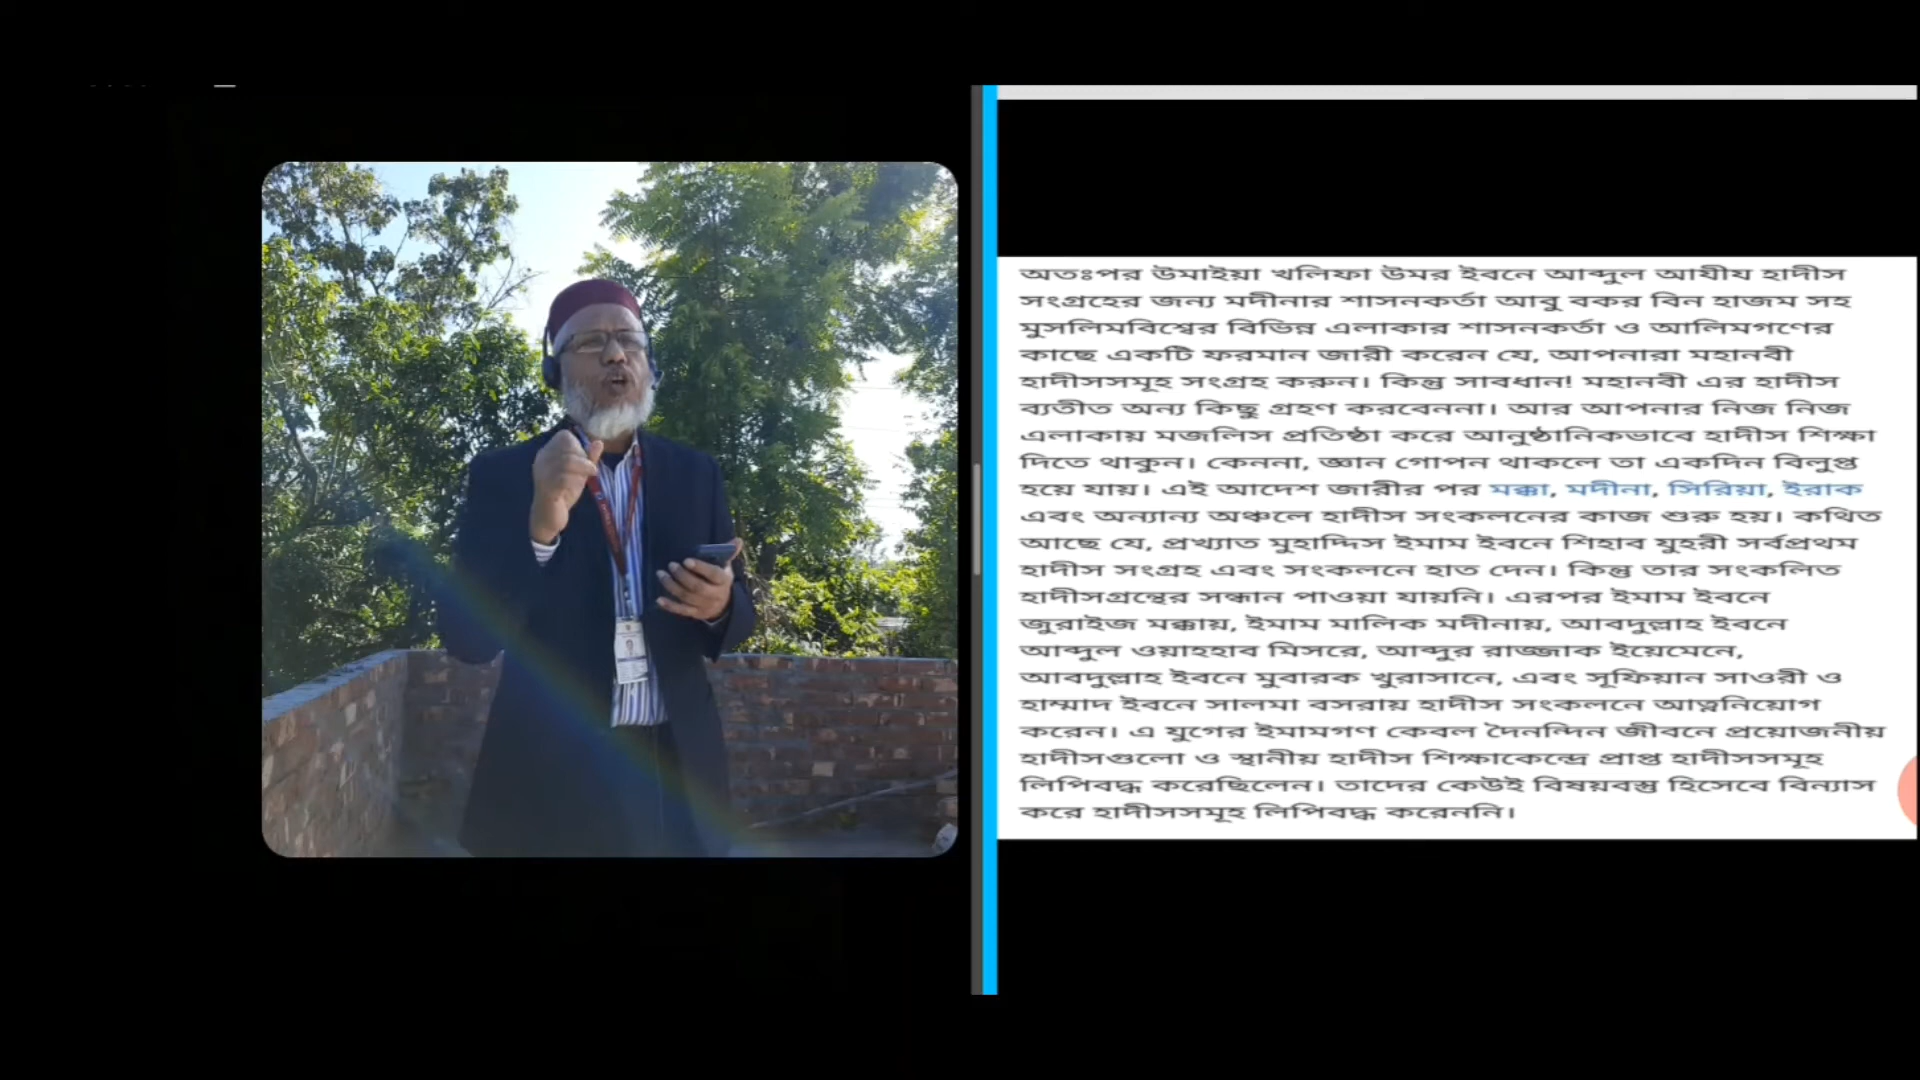 অতঃপর উমাইয়া খলিফা উমর ইবনে আব্দুল আযীয হাদীস
সংগ্রহের জন্য মদীনার শাসনকর্তা আবু বকর বিন হাজম সহ
মুসলিমবিশ্বের বিভিন্ন এলাকার শাসনকর্তা ও আলিমগণের
কাছে একটি ফরমান জারী করেন যে, আপনারা মহানবী
হাদীসসমূহ সংগ্রহ করুন। কিন্তু সাবধান! মহানবী এর হাদীস
ব্যতীত অন্য কিছু গ্রহণ করবেননা। আর আপনার নিজ নিজ
এলাকায় মজলিস প্রতিষ্ঠা করে আনুষ্ঠানিকভাবে হাদীস শিক্ষা
দিতে থাকুন। কেননা, জ্ঞান গোপন থাকলে তা একদিন বিলুপ্ত
হয়ে যায়। এই আদেশ জারীর পর মক্কা, মদীনা, সিরিয়া, ইরাক
এবং অন্যান্য অঞ্চলে হাদীস সংকলনের কাজ শুরু হয়। কথিত
আছে যে, প্রখ্যাত মুহাদ্দিস ইমাম ইবনে শিহাব যুহরী সর্বপ্রথম
হাদীস সংগ্রহ এবং সংকলনে হাত দেন। কিন্তু তার সংকলিত
হাদীসগ্রন্থের সন্ধান পাওয়া যায়নি। এরপর ইমাম ইবনে
জুরাইজ মক্কায়, ইমাম মালিক মদীনায়, আবদুল্লাহ ইবনে
আব্দুল ওয়াহহাব মিসরে, আব্দুর রাজ্জাক ইয়েমেনে,
আবদুল্লাহ ইবনে মুবারক খুরাসানে, এবং সূফিয়ান সাওরী ও
হাম্মাদ ইবনে সালমা বসরায় হাদীস সংকলনে আত্ননিয়োগ
করেন। এ যুগের ইমামগণ কেবল দৈনন্দিন জীবনে প্রয়োজনীয়
হাদীসগুলো ও স্থানীয় হাদীস শিক্ষাকেন্দ্রে প্রাপ্ত হাদীসসমূহ
লিপিবদ্ধ করেছিলেন। তাদের কেউই বিষয়বস্তু হিসেবে বিন্যাস
করে হাদীসসমূহ লিপিবদ্ধ করেননি।